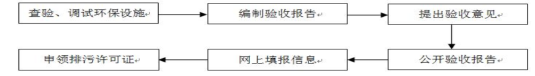 查验、调试环保设施
编制验收报告
提出验收意见
公开验收报告
网上填报信息
申领排污许可证